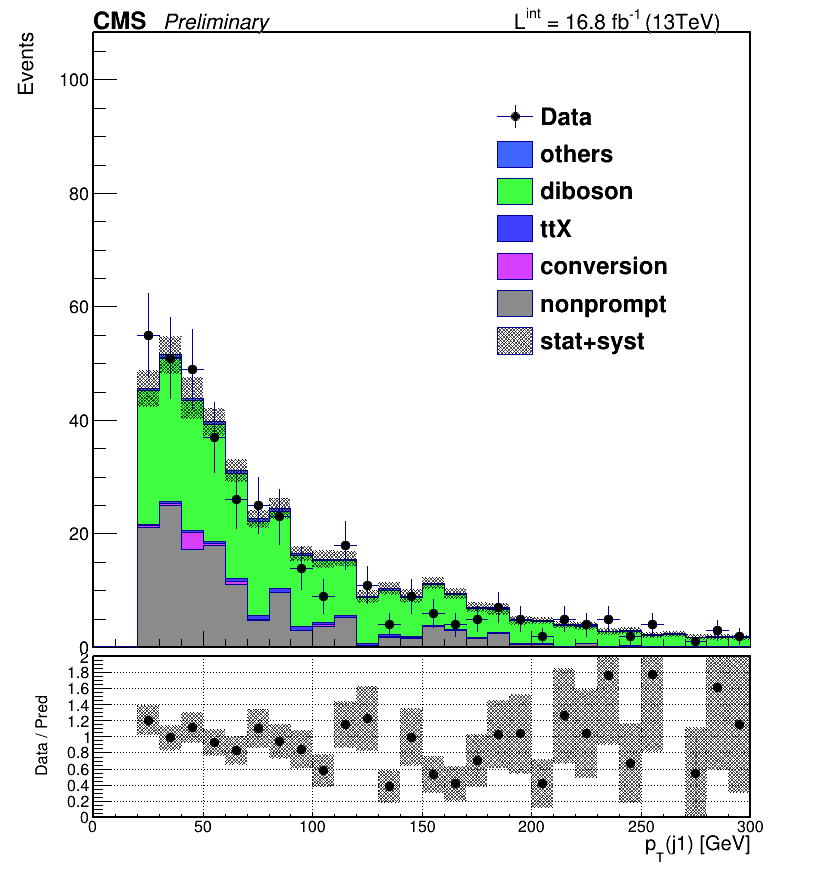 CMS Preliminary L^int = 16.8 fb^-1 (13TeV)
Events
100
80
60
40
20
0
Data
others
diboson
ttX
conversion
nonprompt
stat+syst
Data / Pred
2
1.8
1.6
1.4
1.2
1
0.8
0.6
0.4
0.2
0
0 50 100 150 200 250 300
p_T(j1) [GeV]